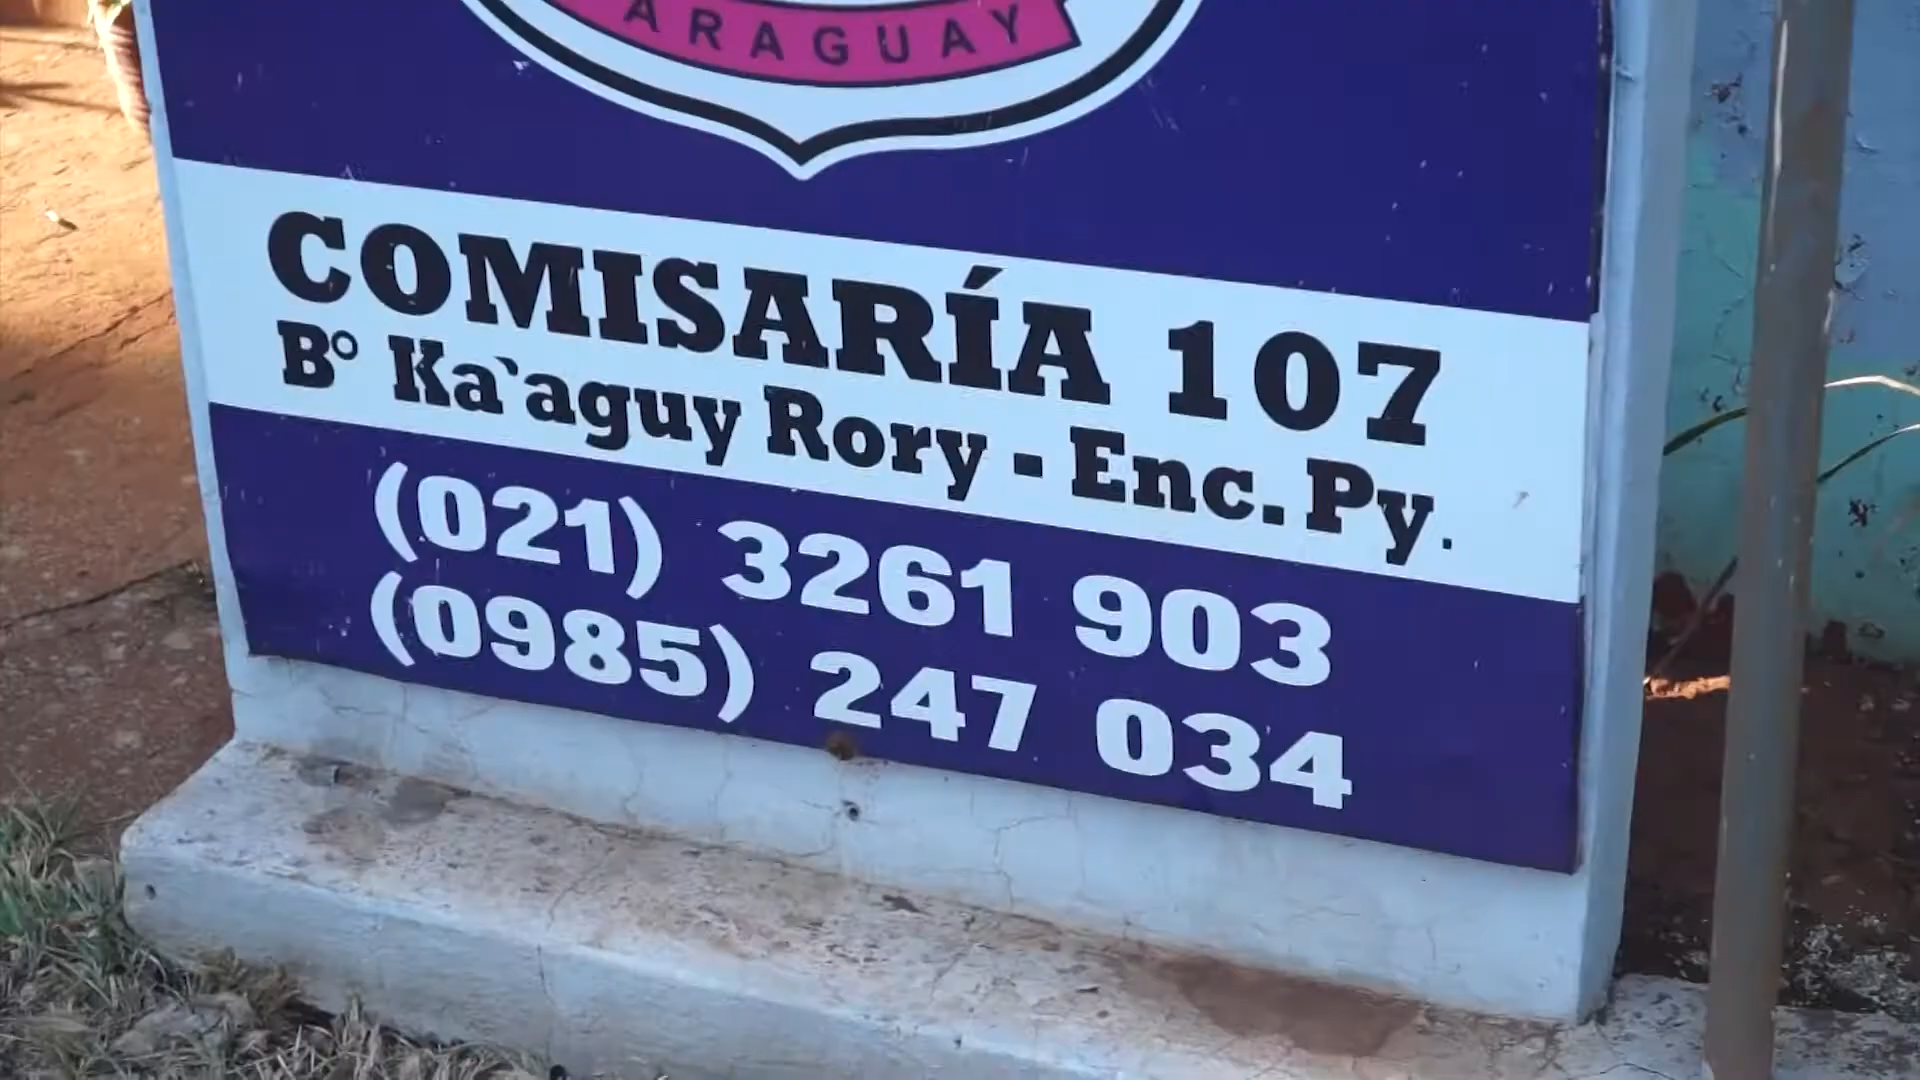 ARAGUAY
COMISARÍA 107
B° Ka`aguy Rory - Enc. Py.
(021) 3261 903
(0985) 247 034